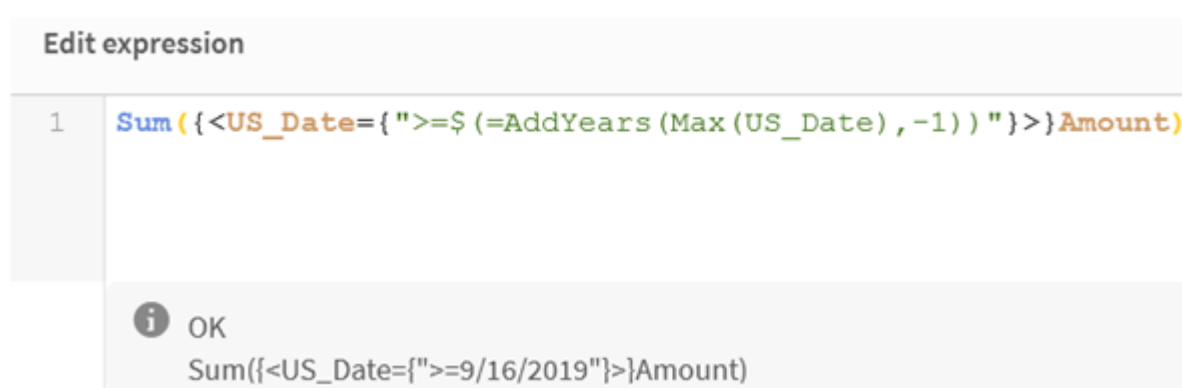 Edit expression
1 Sum({<US_Date={">=$(=AddYears(Max(US_Date),-1))"}>}Amount)
i OK
Sum({<US_Date={">=9/16/2019"}>}Amount)